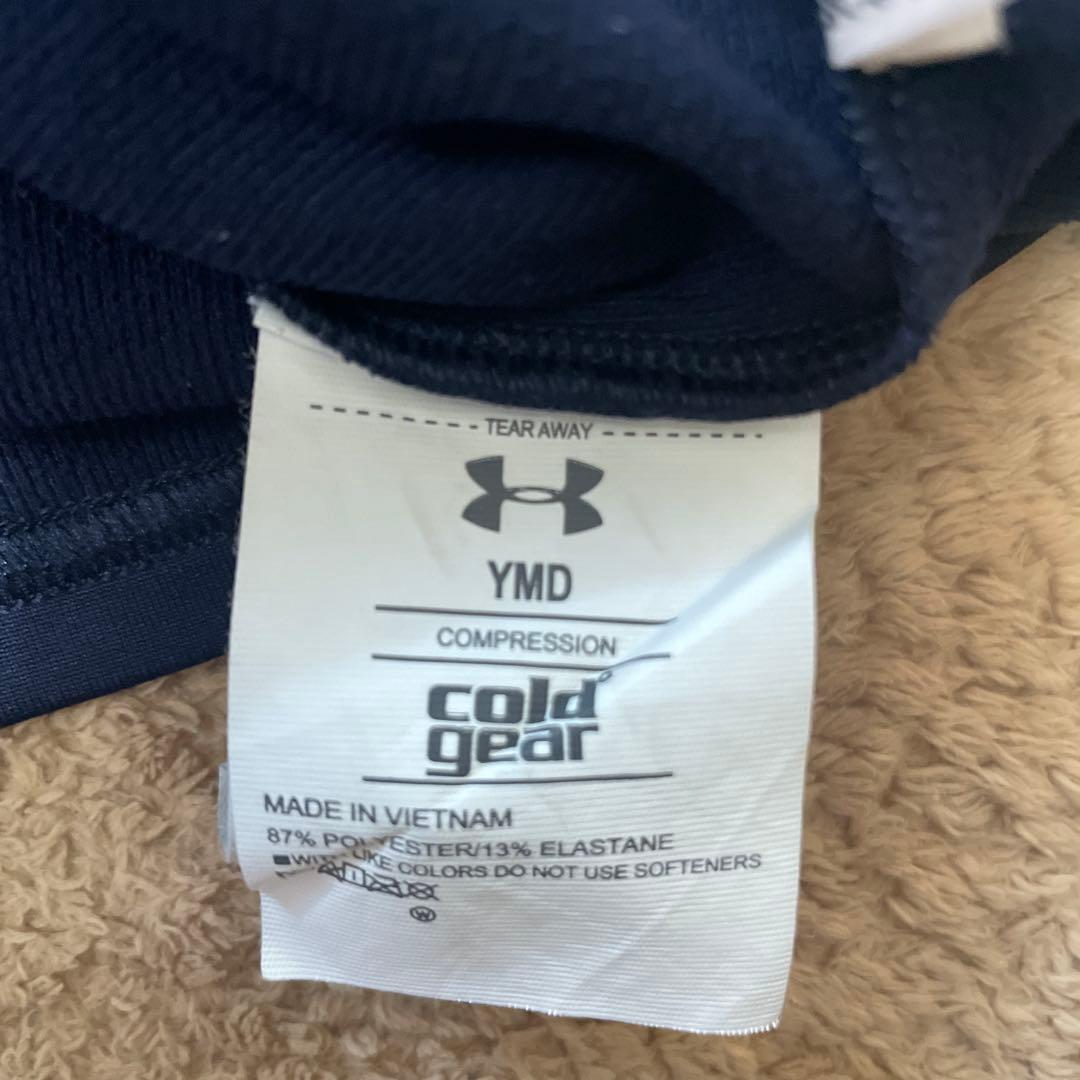 TEAR AWAY
YMD
COMPRESSION
cold
gear
MADE IN VIETNAM
87% POLYESTER/13% ELASTANE
LIKE COLORS DO NOT USE SOFTENERS
W